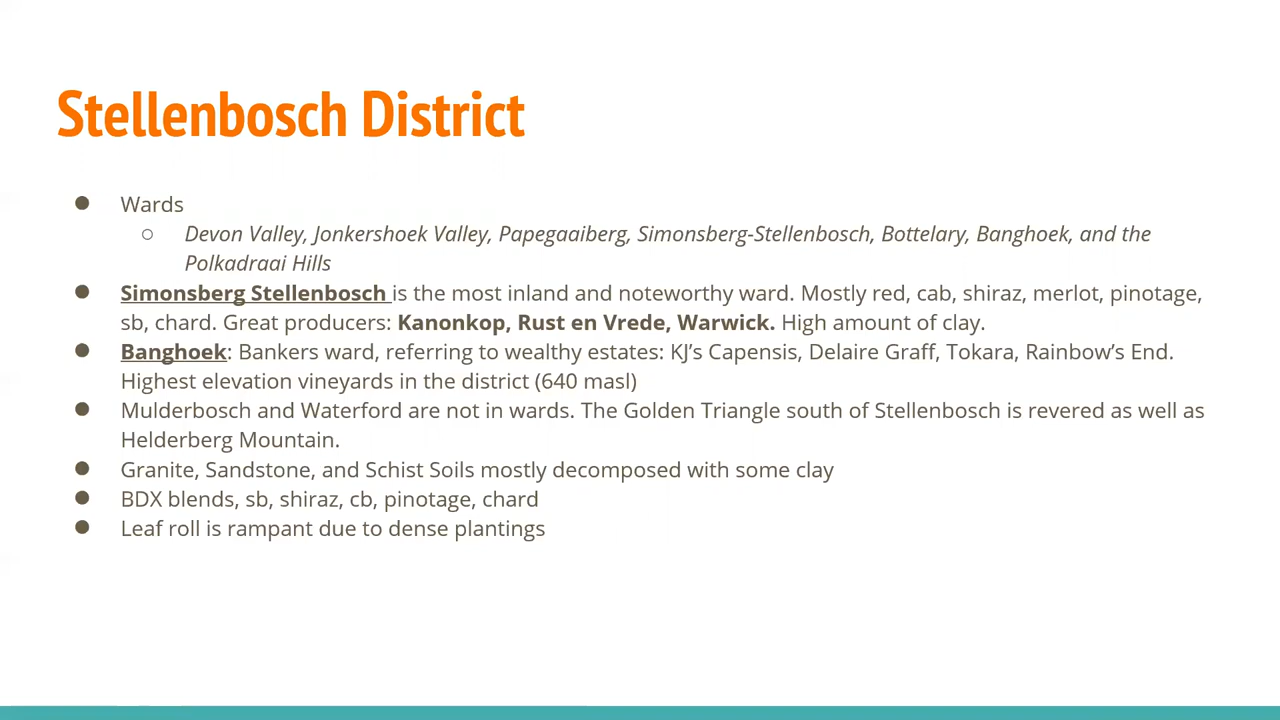 Stellenbosch District
● Wards
○ Devon Valley, Jonkershoek Valley, Papegaaiberg, Simonsberg-Stellenbosch, Bottelary, Banghoek, and the
Polkadraai Hills
● Simonsberg Stellenbosch is the most inland and noteworthy ward. Mostly red, cab, shiraz, merlot, pinotage,
sb, chard. Great producers: Kanonkop, Rust en Vrede, Warwick. High amount of clay.
● Banghoek: Bankers ward, referring to wealthy estates: KJ’s Capensis, Delaire Graff, Tokara, Rainbow’s End.
Highest elevation vineyards in the district (640 masl)
● Mulderbosch and Waterford are not in wards. The Golden Triangle south of Stellenbosch is revered as well as
Helderberg Mountain.
● Granite, Sandstone, and Schist Soils mostly decomposed with some clay
● BDX blends, sb, shiraz, cb, pinotage, chard
● Leaf roll is rampant due to dense plantings